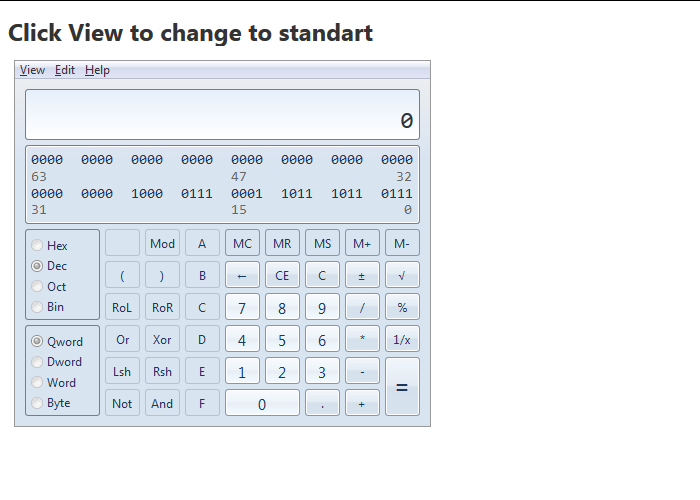 Click View to change to standart
View Edit Help
0
0000 0000 0000 0000 0000 0000 0000 0000
63 47 32
0000 0000 1000 0111 0001 1011 1011 0111
31 15 0
Hex Mod A MC MR MS M+ M-
Dec ( ) B ← CE C ± √
Oct RoL RoR C 7 8 9 / %
Bin
Qword Or Xor D 4 5 6 * 1/x
Dword Lsh Rsh E 1 2 3 - =
Word
Byte Not And F 0 . +